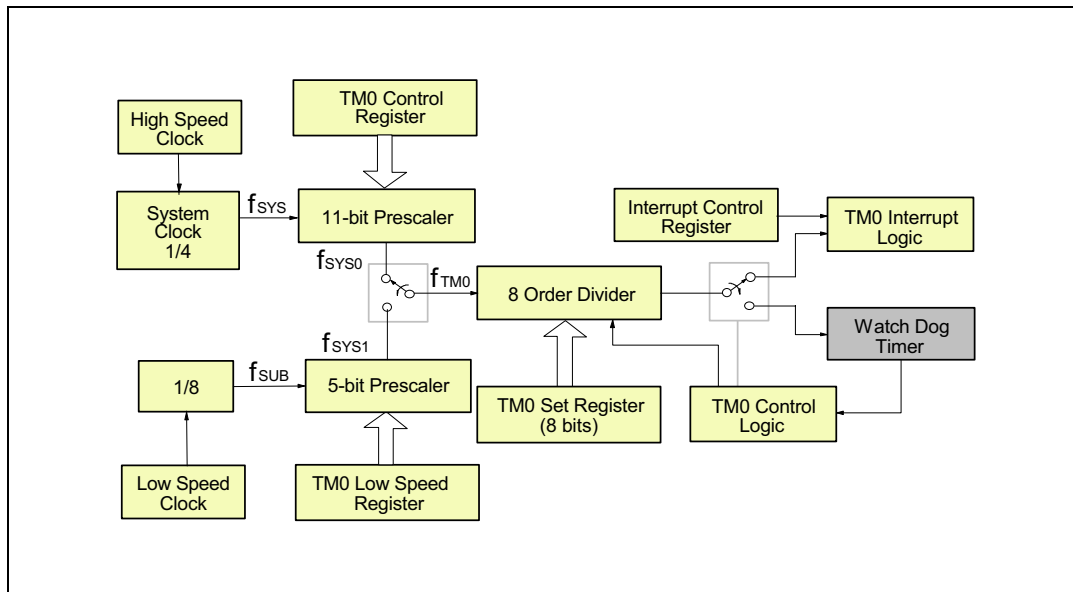 TM0 Control
Register
High Speed
Clock
System
Clock
1/4
fSYS
11-bit Prescaler
Interrupt Control
Register
TM0 Interrupt
Logic
fSYS0
fTM0
8 Order Divider
fSYS1
Watch Dog
Timer
1/8
fSUB
5-bit Prescaler
TM0 Set Register
(8 bits)
TM0 Control
Logic
Low Speed
Clock
TM0 Low Speed
Register